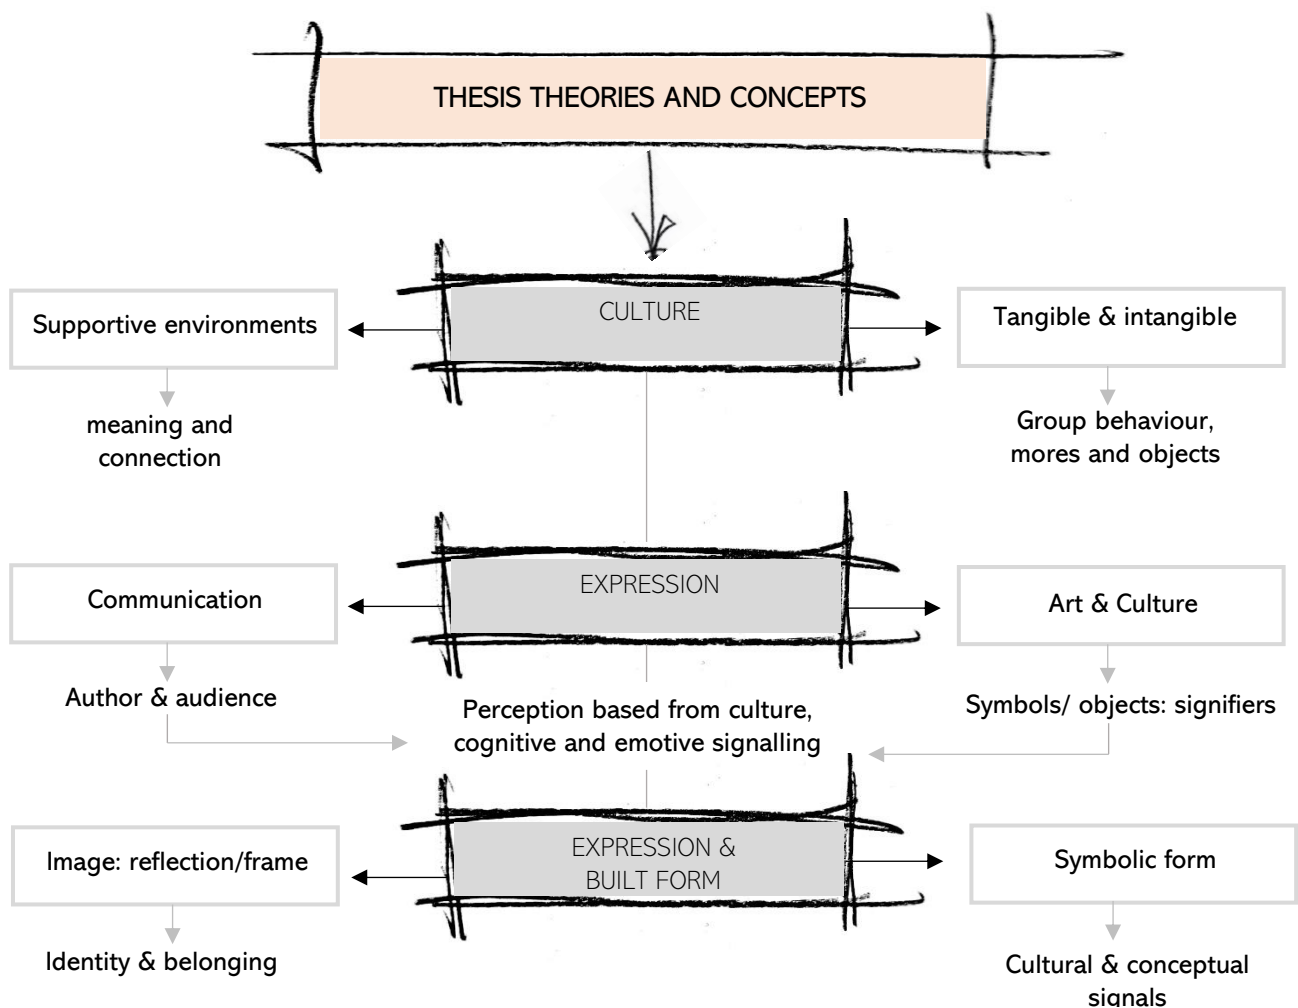 THESIS THEORIES AND CONCEPTS
CULTURE
Supportive environments
Tangible & intangible
meaning and
connection
Group behaviour,
mores and objects
EXPRESSION
Communication
Art & Culture
Author & audience
Symbols/ objects: signifiers
Perception based from culture,
cognitive and emotive signalling
EXPRESSION &
BUILT FORM
Image: reflection/frame
Symbolic form
Identity & belonging
Cultural & conceptual
signals